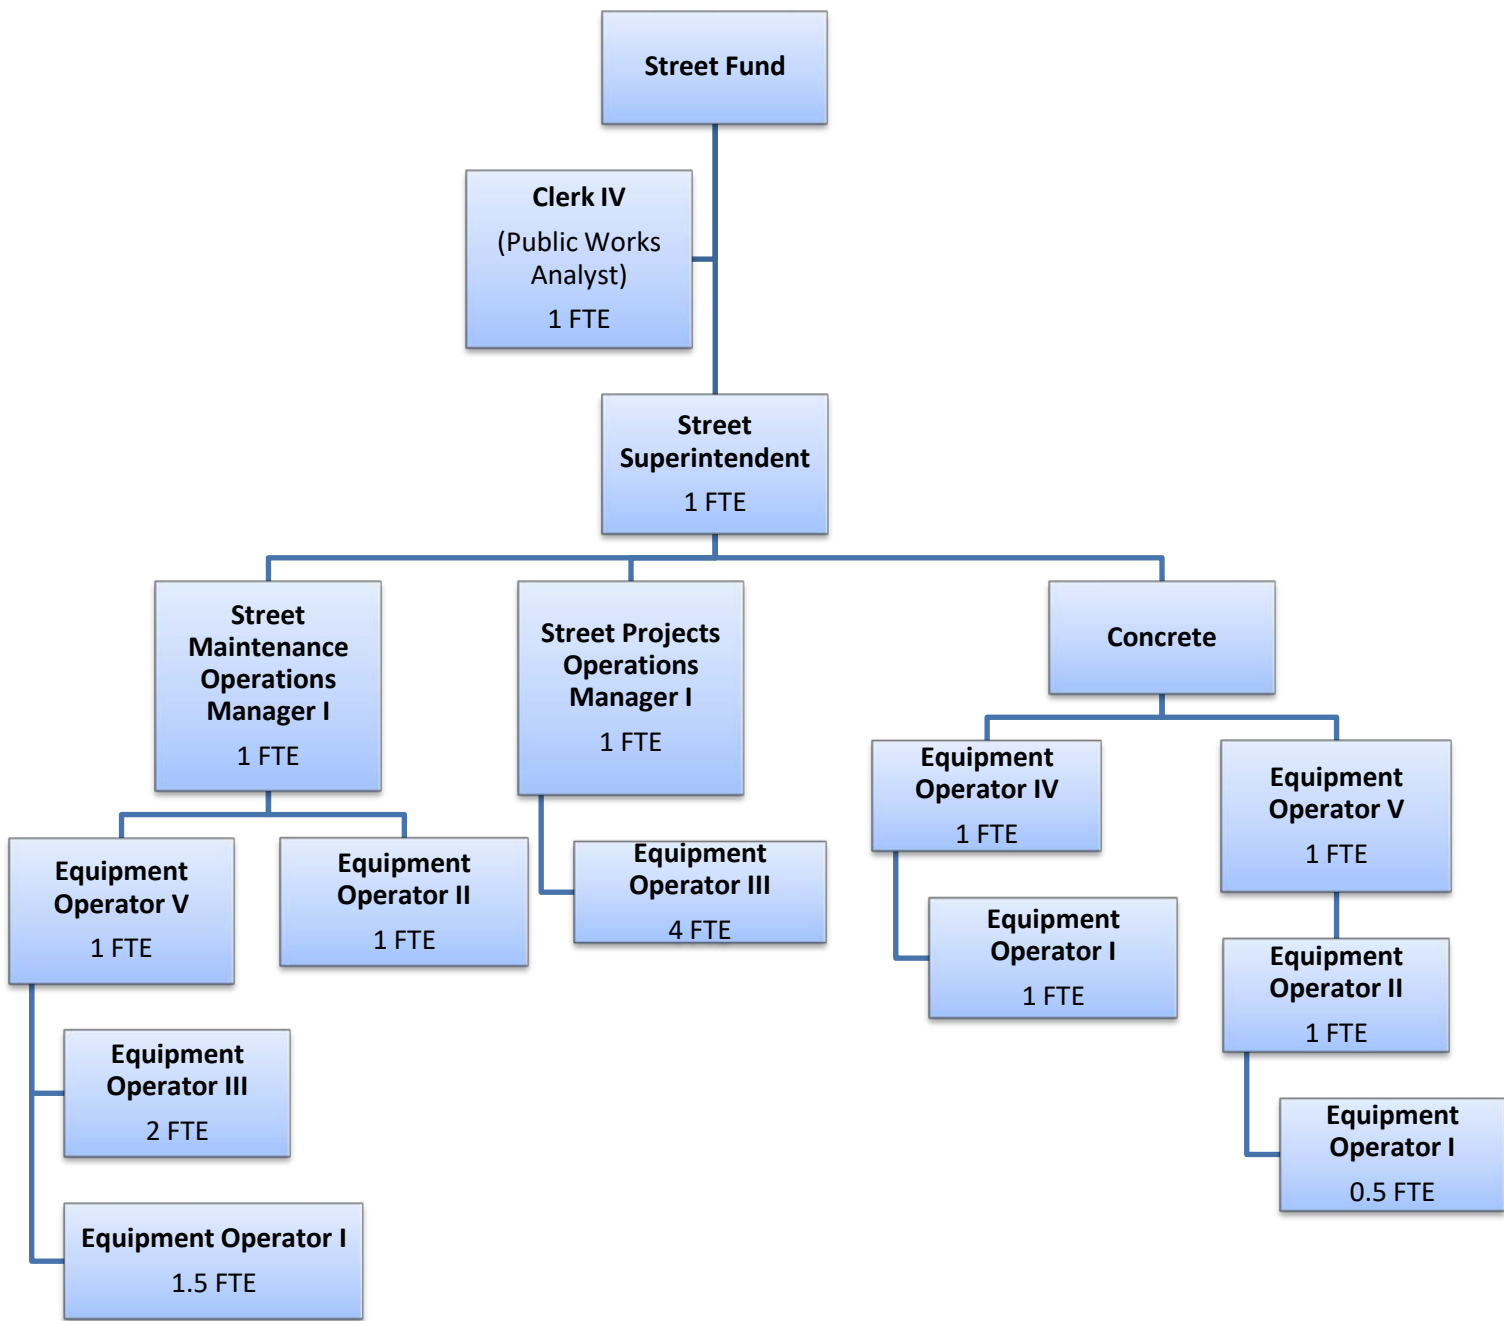 Street Fund
Clerk IV
(Public Works
Analyst)
1 FTE
Street
Superintendent
1 FTE
Street
Maintenance
Operations
Manager I
1 FTE
Street Projects
Operations
Manager I
1 FTE
Concrete
Equipment
Operator IV
1 FTE
Equipment
Operator V
1 FTE
Equipment
Operator V
1 FTE
Equipment
Operator II
1 FTE
Equipment
Operator III
4 FTE
Equipment
Operator I
1 FTE
Equipment
Operator II
1 FTE
Equipment
Operator III
2 FTE
Equipment
Operator I
0.5 FTE
Equipment Operator I
1.5 FTE